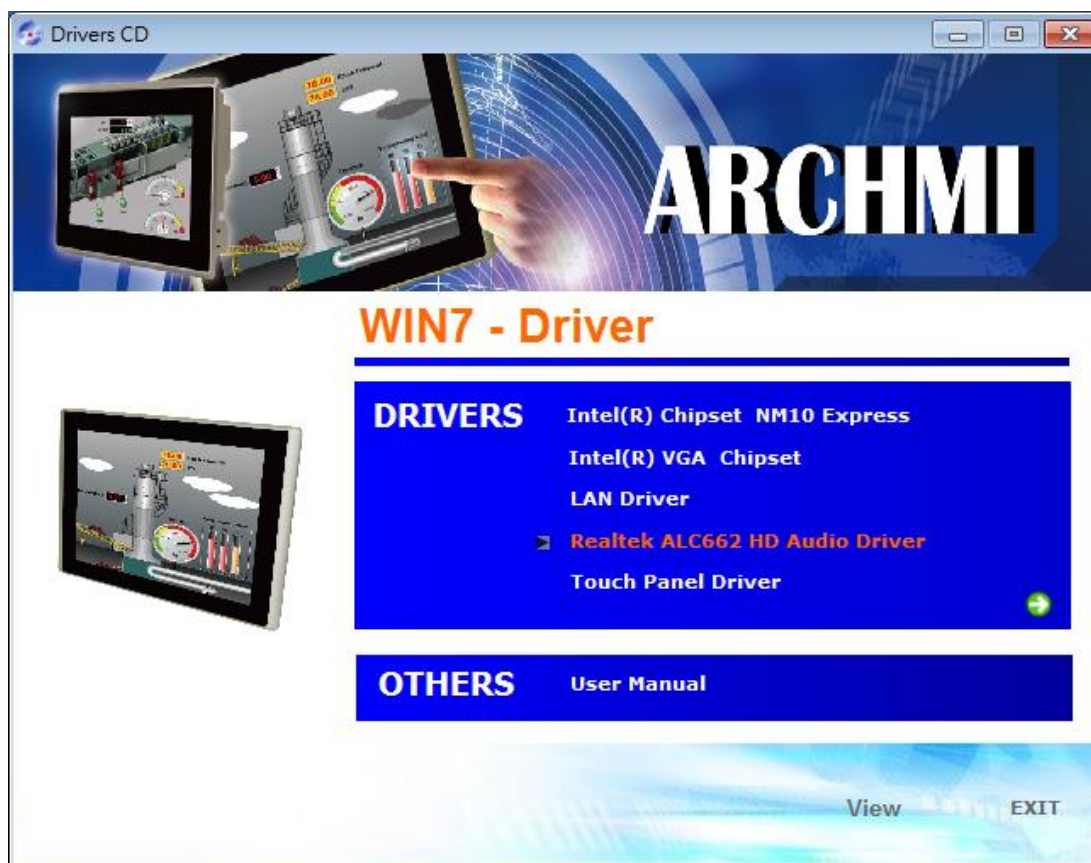 Drivers CD
ARCHMI
WIN7 - Driver
DRIVERS
Intel(R) Chipset NM10 Express
Intel(R) VGA Chipset
LAN Driver
Realtek ALC662 HD Audio Driver
Touch Panel Driver
OTHERS
User Manual
View
EXIT